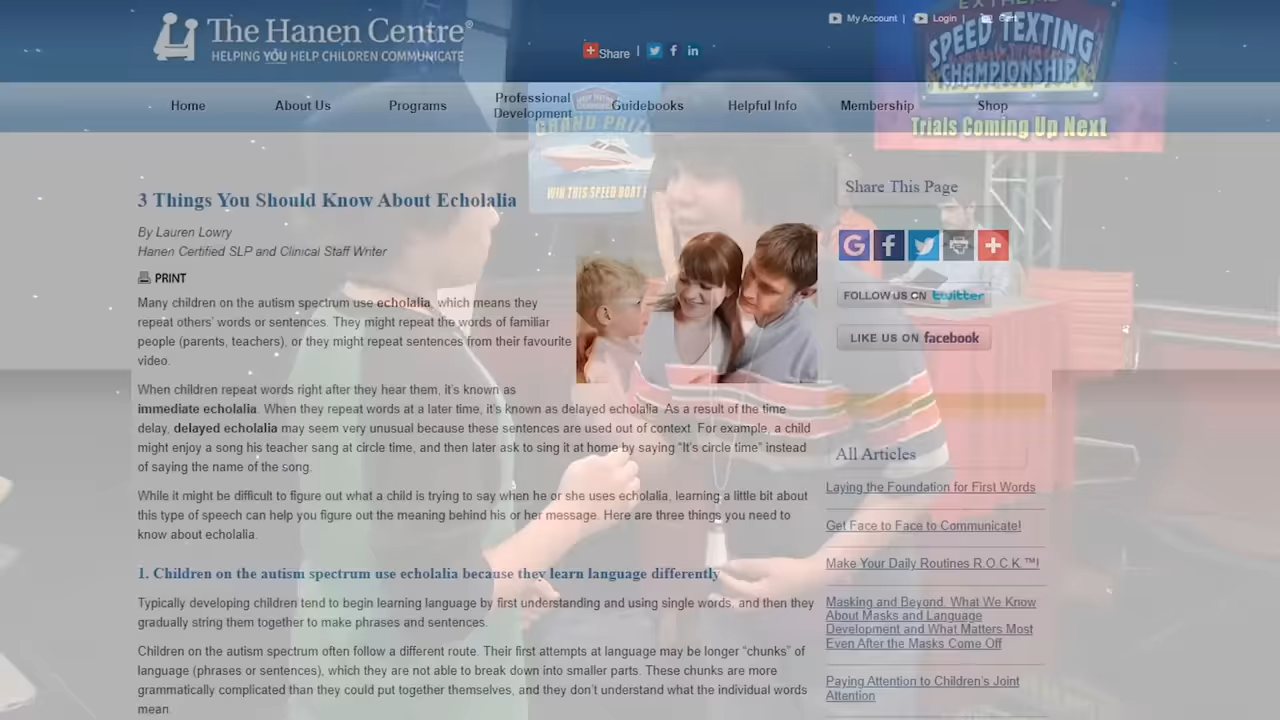 The Hanen Centre®
HELPING YOU HELP CHILDREN COMMUNICATE
My Account |
Login |
Cart
Share |
EXTREME
SPEED TEXTING
CHAMPIONSHIP
Trials Coming Up Next
Home
About Us
Programs
Professional
Development
Guidebooks
Helpful Info
Membership
Shop
SPEED TEXTING
GRAND PRIZE
WIN THIS SPEED BOAT!
3 Things You Should Know About Echolalia
By Lauren Lowry
Hanen Certified SLP and Clinical Staff Writer
PRINT
Many children on the autism spectrum use echolalia, which means they
repeat others' words or sentences. They might repeat the words of familiar
people (parents, teachers), or they might repeat sentences from their favourite
video.
When children repeat words right after they hear them, it's known as
immediate echolalia. When they repeat words at a later time, it's known as delayed echolalia. As a result of the time
delay, delayed echolalia may seem very unusual because these sentences are used out of context. For example, a child
might enjoy a song his teacher sang at circle time, and then later ask to sing it at home by saying "It's circle time" instead
of saying the name of the song.
While it might be difficult to figure out what a child is trying to say when he or she uses echolalia, learning a little bit about
this type of speech can help you figure out the meaning behind his or her message. Here are three things you need to
know about echolalia.
1. Children on the autism spectrum use echolalia because they learn language differently
Typically developing children tend to begin learning language by first understanding and using single words, and then they
gradually string them together to make phrases and sentences.
Children on the autism spectrum often follow a different route. Their first attempts at language may be longer "chunks" of
language (phrases or sentences), which they are not able to break down into smaller parts. These chunks are more
grammatically complicated than they could put together themselves, and they don't understand what the individual words
mean.
Share This Page
FOLLOW US ON twitter
LIKE US ON facebook
All Articles
Laying the Foundation for First Words
Get Face to Face to Communicate!
Make Your Daily Routines R.O.C.K.™!
Masking and Beyond. What We Know
About Masks and Language
Development and What Matters Most
Even After the Masks Come Off
Paying Attention to Children's Joint
Attention